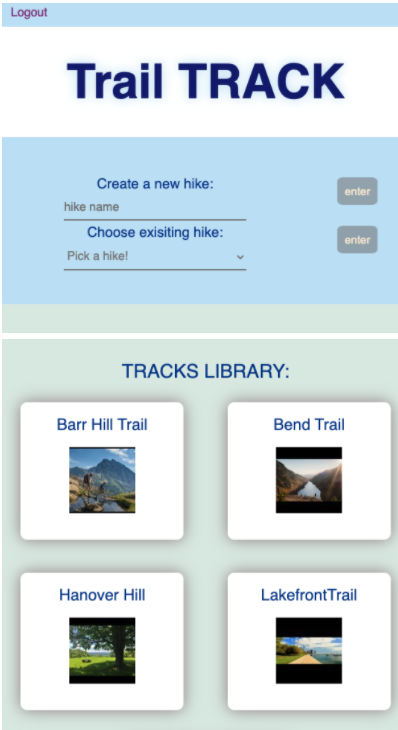 Logout
Trail TRACK
Create a new hike:
hike name
enter
Choose exisiting hike:
Pick a hike!
enter
TRACKS LIBRARY:
Barr Hill Trail
Bend Trail
Hanover Hill
LakefrontTrail